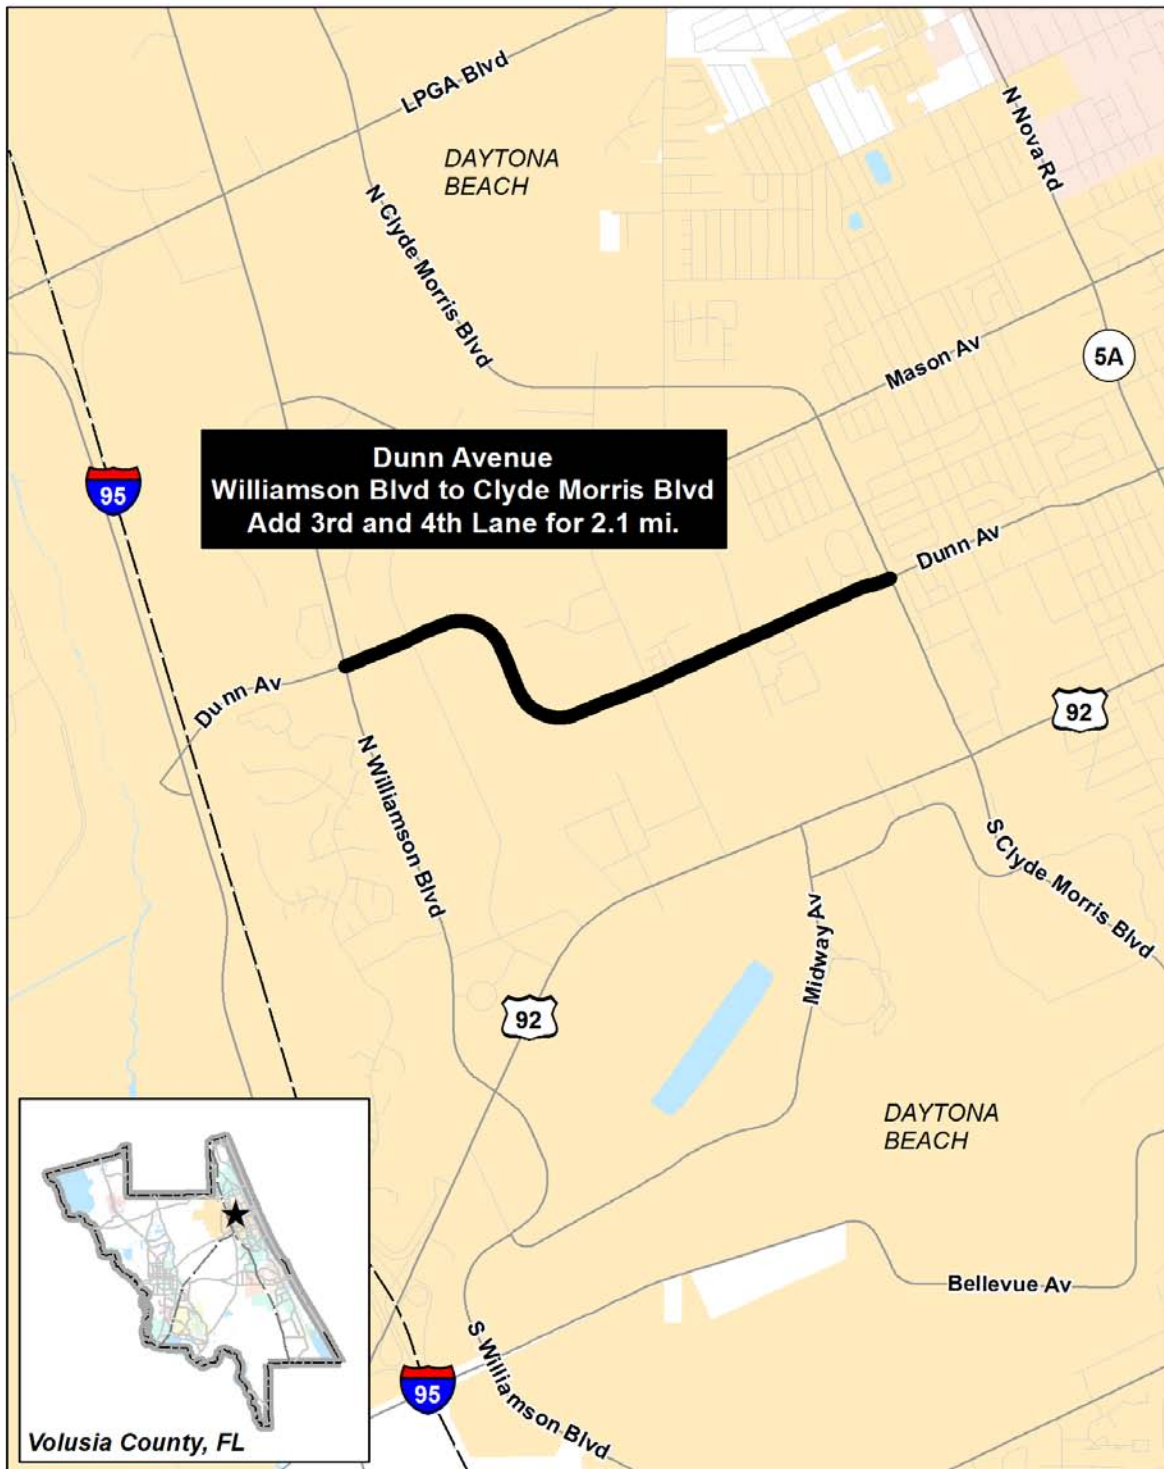 LPGA Blvd
DAYTONA
BEACH
N Nova Rd
N Clyde Morris Blvd
Mason Av
5A
95
Dunn Avenue
Williamson Blvd to Clyde Morris Blvd
Add 3rd and 4th Lane for 2.1 mi.
Dunn Av
Dunn Av
92
N Williamson Blvd
S Clyde Morris Blvd
Midway Av
92
DAYTONA
BEACH
Bellevue Av
S Williamson Blvd
95
Volusia County, FL